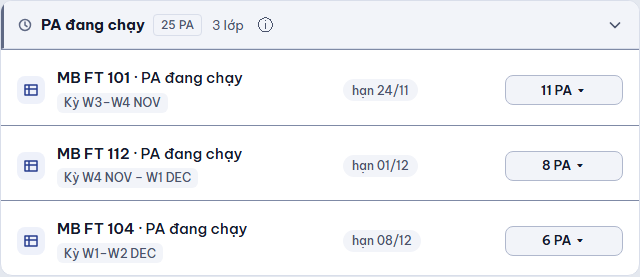 PA đang chạy 25 PA 3 lớp
MB FT 101 · PA đang chạy
Kỳ W3–W4 NOV
hạn 24/11
11 PA
MB FT 112 · PA đang chạy
Kỳ W4 NOV – W1 DEC
hạn 01/12
8 PA
MB FT 104 · PA đang chạy
Kỳ W1–W2 DEC
hạn 08/12
6 PA